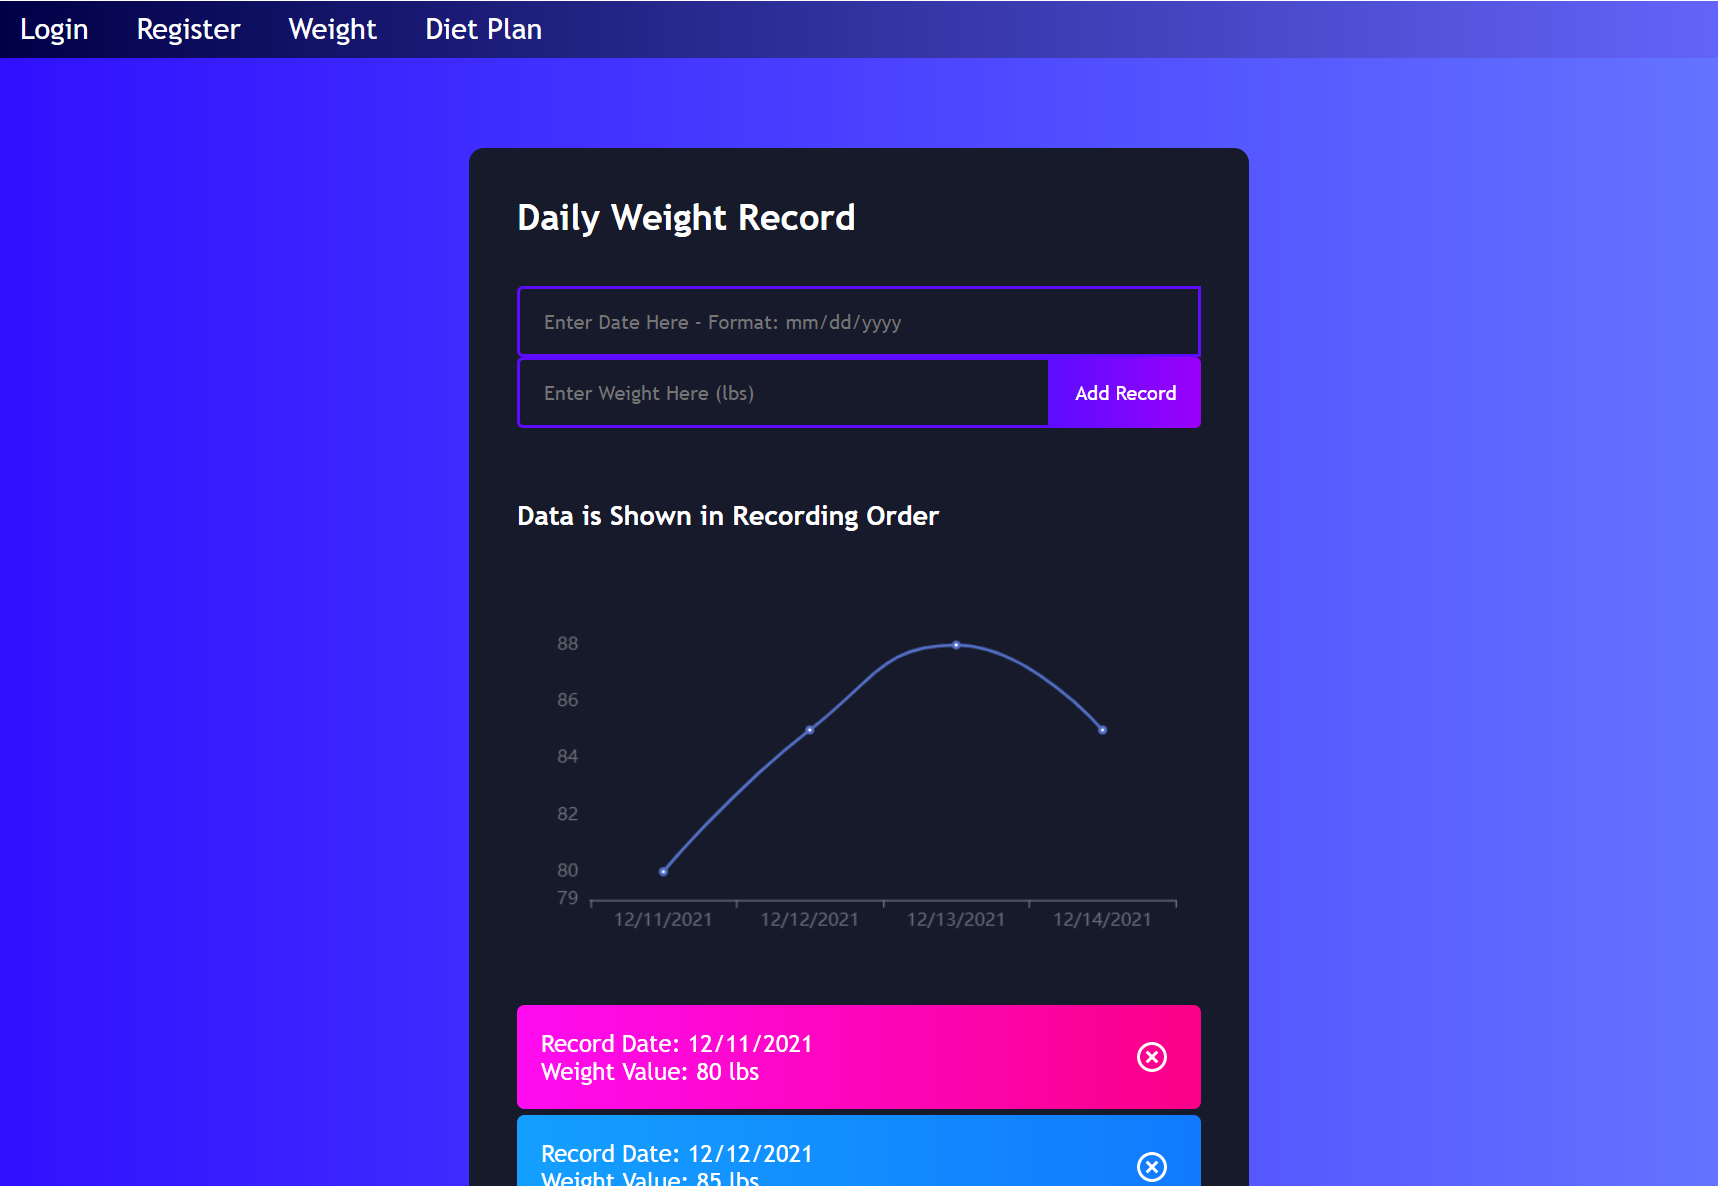 Login Register Weight Diet Plan
Daily Weight Record
Enter Date Here - Format: mm/dd/yyyy
Enter Weight Here (lbs) Add Record
Data is Shown in Recording Order
88
86
84
82
80
79
12/11/2021 12/12/2021 12/13/2021 12/14/2021
Record Date: 12/11/2021
Weight Value: 80 lbs
Record Date: 12/12/2021
Weight Value: 85 lbs